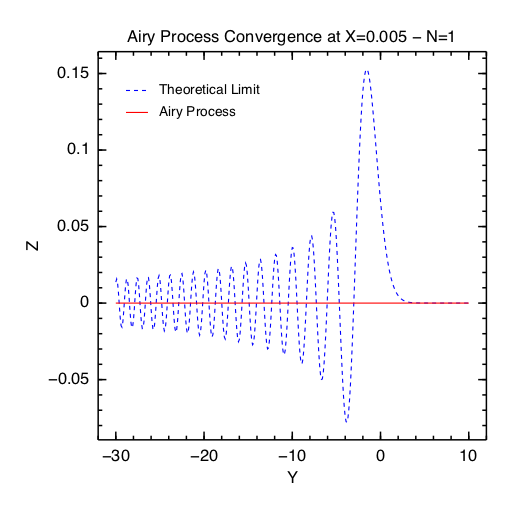 Airy Process Convergence at X=0.005 − N=1
0.15
Theoretical Limit
Airy Process
0.1
0.05
Z
0
−0.05
−30
−20
−10
0
10
Y